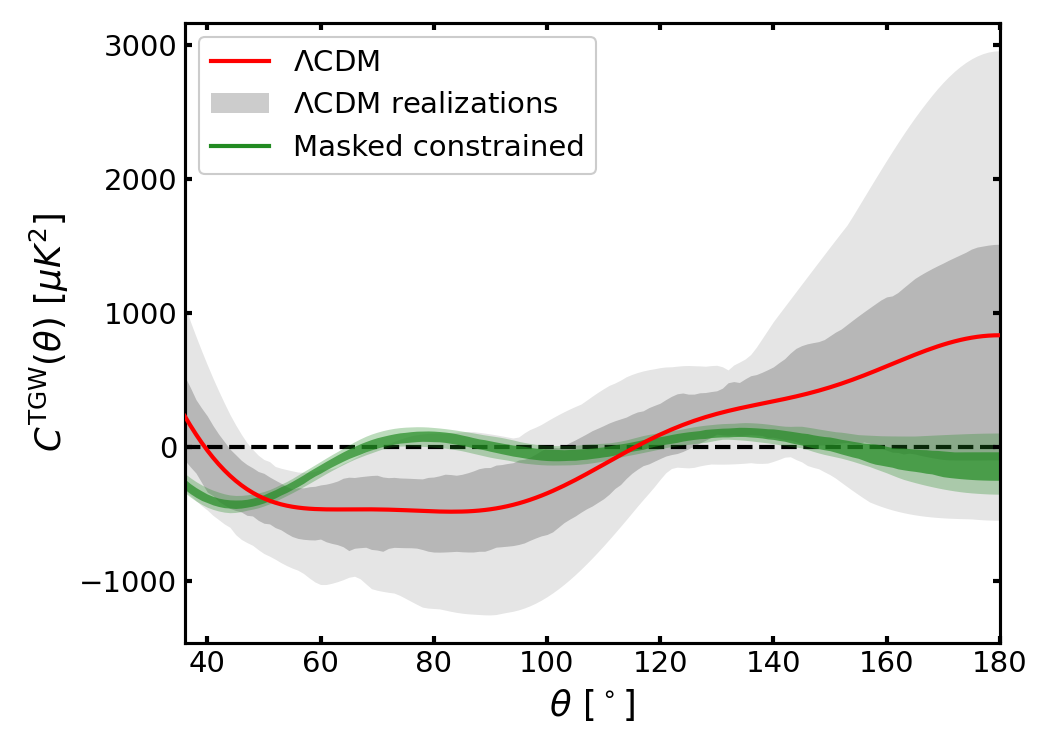 3000
2000
1000
0
−1000
C^TGW(θ) [μK²]
ΛCDM
ΛCDM realizations
Masked constrained
40 60 80 100 120 140 160 180
θ [°]